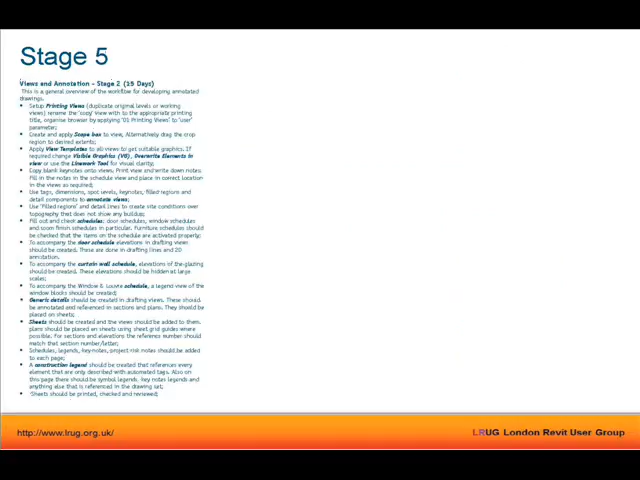 Stage 5
Views and Annotation - Stage 2 (15 Days)
This is a general overview of the workflow for developing annotated
drawings.
• Setup Printing Views (duplicate original levels or working
views) rename the 'copy' view with to the appropriate printing
title, organise browser by applying '01 Printing Views' to 'user'
parameter;
• Create and apply Scope box to view, Alternatively drag the crop
region to desired extents;
• Apply View Templates to all views to get suitable graphics. If
required change Visible Graphics (VG), Overwrite Elements in
view or use the Linework Tool for visual clarity;
• Copy blank keynotes onto views; Print view and write down notes
Fill in the notes in the schedule view and place in correct location
in the views as required;
• Use tags, dimensions, spot levels, keynotes, filled regions and
detail components to annotate views;
• Use 'Filled regions' and detail lines to create site conditions over
topography that does not show any buildup;
• Fill out and check schedules; door schedules, window schedules
and room finish schedules in particular. Furniture schedules should
be checked that the items on the schedule are activated properly;
• To accompany the door schedule elevations in drafting views
should be created. These are done in drafting lines and 2D
annotation.
• To accompany the curtain wall schedule, elevations of the glazing
should be created. These elevations should be hidden at large
scales;
• To accompany the Window & Louvre schedule, a legend view of the
window blocks should be created;
• Generic details should be created in drafting views. These should
be annotated and referenced in sections and plans. They should be
placed on sheets;
• Sheets should be created and the views should be added to them.
plans should be placed on sheets using sheet grid guides where
possible. For sections and elevations the reference number should
match that section number/letter;
• Schedules, legends, key notes, project risk notes should be added
to each page;
• A construction legend should be created that references every
element that are only described with automated tags. Also on
this page there should be symbol legends. Key notes legends and
anything else that is referenced in the drawing set;
• Sheets should be printed, checked and reviewed;
http://www.lrug.org.uk/
LRUG London Revit User Group